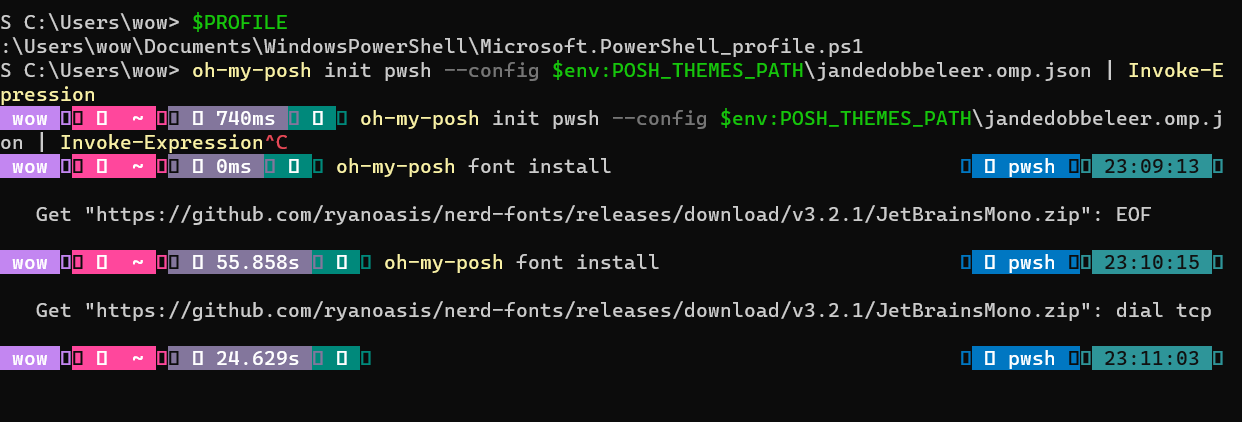 S C:\Users\wow> $PROFILE
:\Users\wow\Documents\WindowsPowerShell\Microsoft.PowerShell_profile.ps1
S C:\Users\wow> oh-my-posh init pwsh --config $env:POSH_THEMES_PATH\jandedobbeleer.omp.json | Invoke-E
pression
wow ~ 740ms oh-my-posh init pwsh --config $env:POSH_THEMES_PATH\jandedobbeleer.omp.j
on | Invoke-Expression^C
wow ~ 0ms oh-my-posh font install pwsh 23:09:13
Get "https://github.com/ryanoasis/nerd-fonts/releases/download/v3.2.1/JetBrainsMono.zip": EOF
wow ~ 55.858s oh-my-posh font install pwsh 23:10:15
Get "https://github.com/ryanoasis/nerd-fonts/releases/download/v3.2.1/JetBrainsMono.zip": dial tcp
wow ~ 24.629s pwsh 23:11:03